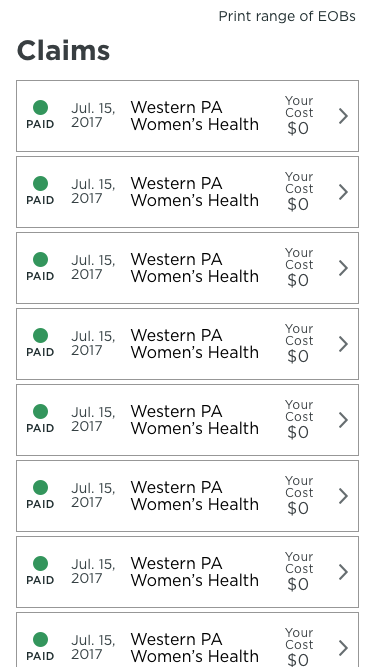 Print range of EOBs
Claims
PAID
Jul. 15,
2017
Western PA
Women's Health
Your
Cost
$0
PAID
Jul. 15,
2017
Western PA
Women's Health
Your
Cost
$0
PAID
Jul. 15,
2017
Western PA
Women's Health
Your
Cost
$0
PAID
Jul. 15,
2017
Western PA
Women's Health
Your
Cost
$0
PAID
Jul. 15,
2017
Western PA
Women's Health
Your
Cost
$0
PAID
Jul. 15,
2017
Western PA
Women's Health
Your
Cost
$0
PAID
Jul. 15,
2017
Western PA
Women's Health
Your
Cost
$0
PAID
Jul. 15,
2017
Western PA
Women's Health
Your
Cost
$0